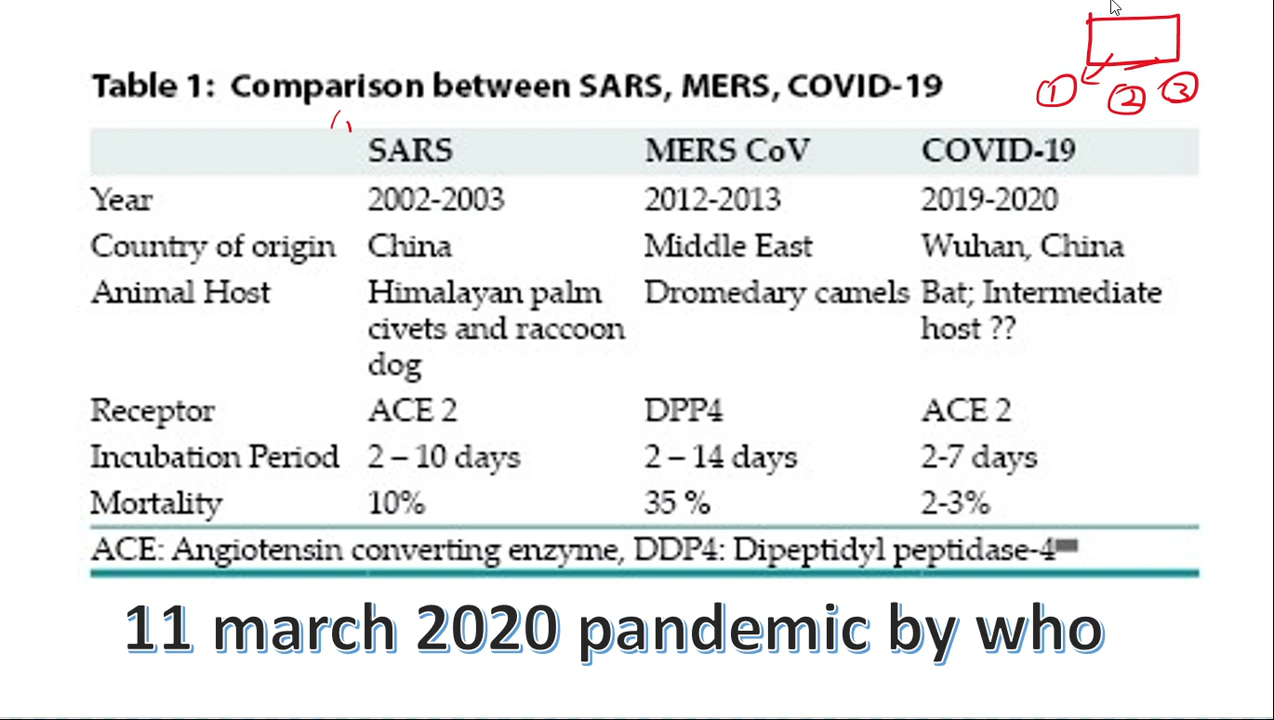 ① ② ③
Table 1: Comparison between SARS, MERS, COVID-19
SARS MERS CoV COVID-19
Year 2002-2003 2012-2013 2019-2020
Country of origin China Middle East Wuhan, China
Animal Host Himalayan palm Dromedary camels Bat; Intermediate
civets and raccoon host ??
dog
Receptor ACE 2 DPP4 ACE 2
Incubation Period 2 – 10 days 2 – 14 days 2-7 days
Mortality 10% 35 % 2-3%
ACE: Angiotensin converting enzyme, DDP4: Dipeptidyl peptidase-4
11 march 2020 pandemic by who